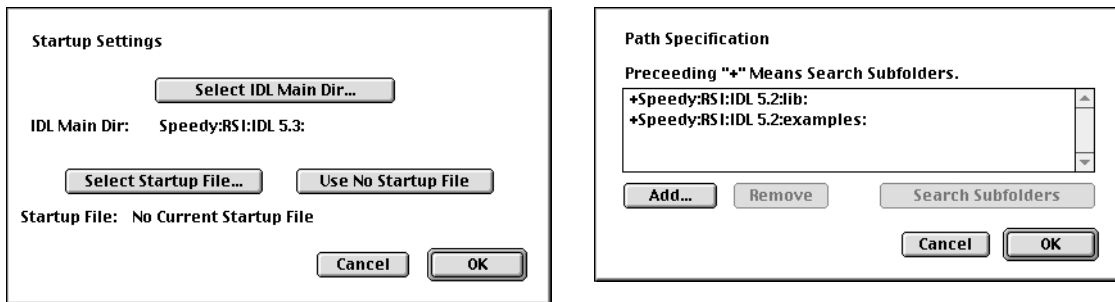 Startup Settings
Select IDL Main Dir...
IDL Main Dir: Speedy:RSI:IDL 5.3:
Select Startup File... Use No Startup File
Startup File: No Current Startup File
Cancel OK
Path Specification
Preceeding "+" Means Search Subfolders.
+Speedy:RSI:IDL 5.2:lib:
+Speedy:RSI:IDL 5.2:examples:
Add... Remove Search Subfolders
Cancel OK